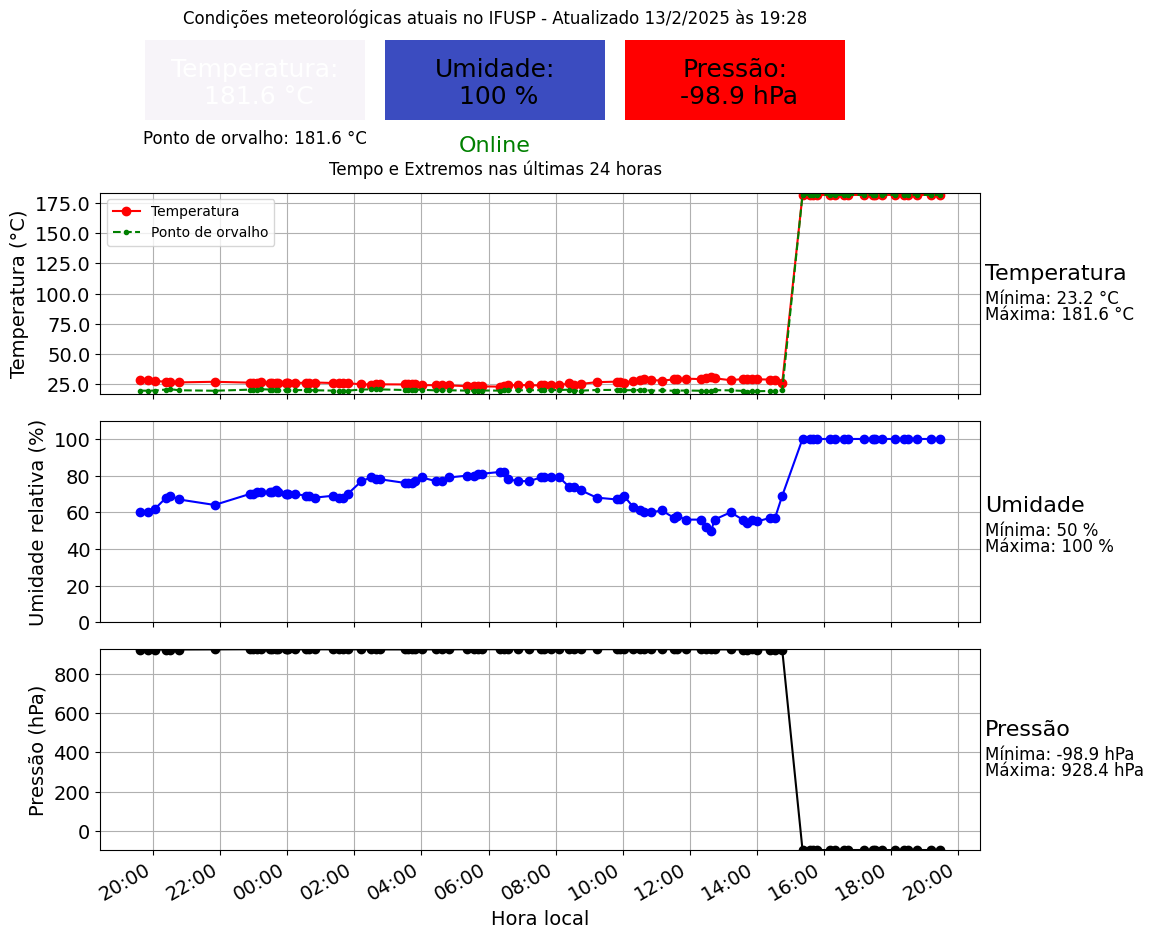 Condições meteorológicas atuais no IFUSP - Atualizado 13/2/2025 às 19:28
Temperatura:
181.6 °C
Umidade:
100 %
Pressão:
-98.9 hPa
Ponto de orvalho: 181.6 °C
Online
Tempo e Extremos nas últimas 24 horas
Temperatura (°C)
175.0
150.0
125.0
100.0
75.0
50.0
25.0
Temperatura
Ponto de orvalho
Temperatura
Mínima: 23.2 °C
Máxima: 181.6 °C
Umidade relativa (%)
100
80
60
40
20
0
Umidade
Mínima: 50 %
Máxima: 100 %
Pressão (hPa)
800
600
400
200
0
Pressão
Mínima: -98.9 hPa
Máxima: 928.4 hPa
20:00 22:00 00:00 02:00 04:00 06:00 08:00 10:00 12:00 14:00 16:00 18:00 20:00
Hora local